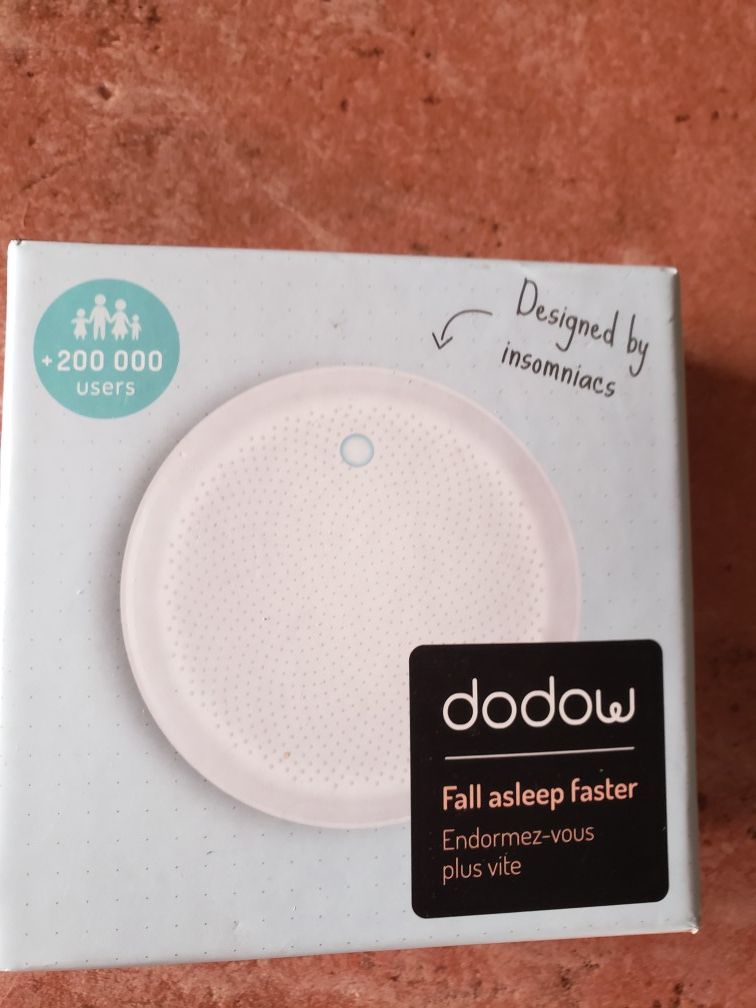 +200 000
users
Designed by
insomniacs
dodow
Fall asleep faster
Endormez-vous
plus vite